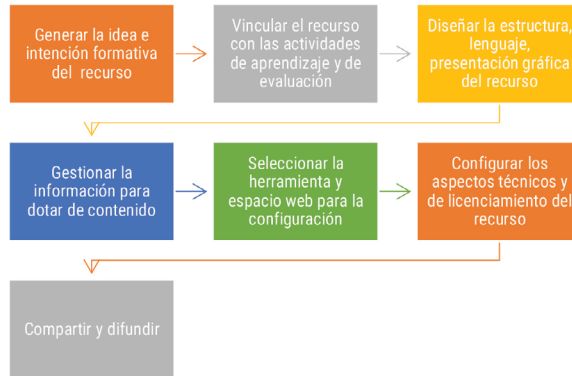 Generar la idea e
intención formativa
del recurso
Vincular el recurso
con las actividades
de aprendizaje y de
evaluación
Diseñar la estructura,
lenguaje,
presentación gráfica
del recurso
Gestionar la
información para
dotar de contenido
Seleccionar la
herramienta y
espacio web para la
configuración
Configurar los
aspectos técnicos y
de licenciamiento del
recurso
Compartir y difundir